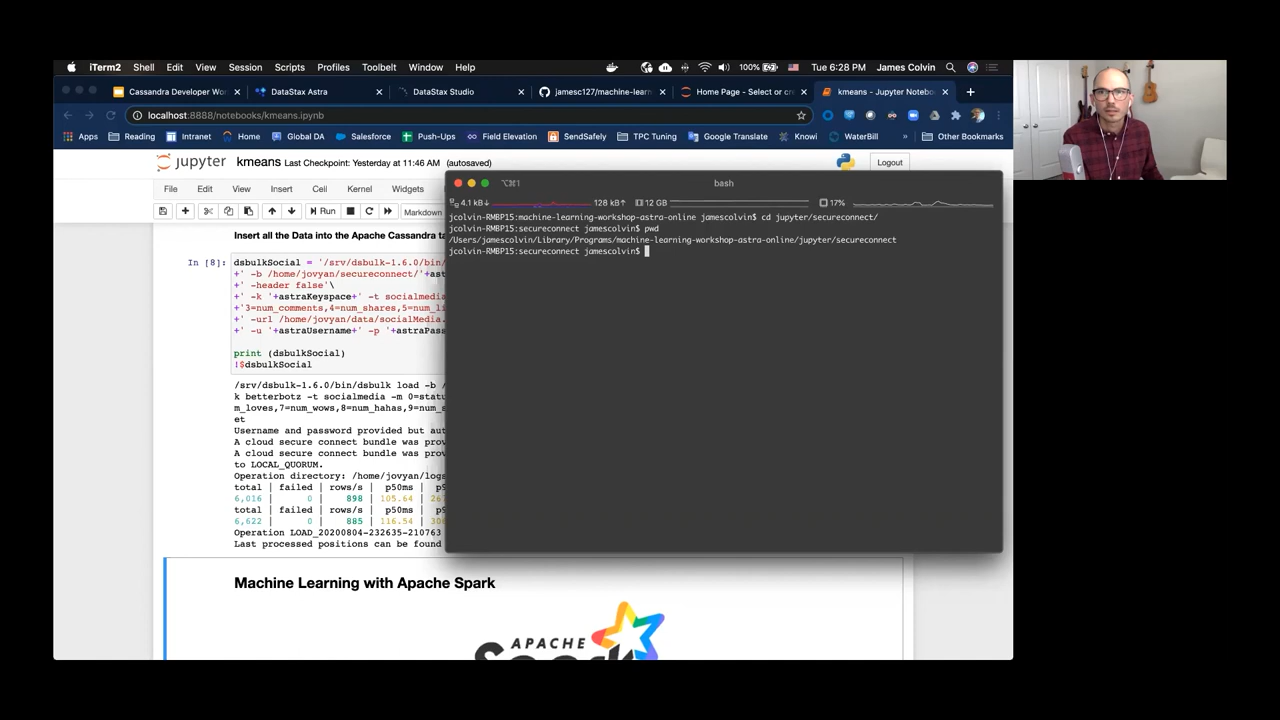 iTerm2 Shell Edit View Session Scripts Profiles Toolbelt Window Help 100% Tue 6:28 PM James Colvin
Cassandra Developer Wo DataStax Astra DataStax Studio jamesc127/machine-learn Home Page - Select or cre kmeans - Jupyter Notebo
localhost:8888/notebooks/kmeans.ipynb
Apps Reading Intranet Home Global DA Salesforce Push-Ups Field Elevation SendSafely TPC Tuning Google Translate Knowi WaterBill Other Bookmarks
jupyter kmeans Last Checkpoint: Yesterday at 11:46 AM (autosaved) Logout
File Edit View Insert Cell Kernel Widgets
Run Markdown
Insert all the Data into the Apache Cassandra ta
In [8]: dsbulkSocial = '/srv/dsbulk-1.6.0/bin/
+' -b /home/jovyan/secureconnect/'+ast
+' -header false'\
+' -k '+astraKeyspace+' -t socialmedia
+'3=num_comments,4=num_shares,5=num_li
+' -url /home/jovyan/data/socialMedia.
+' -u '+astraUsername+' -p '+astraPass
print (dsbulkSocial)
!$dsbulkSocial
/srv/dsbulk-1.6.0/bin/dsbulk load -b /
k betterbotz -t socialmedia -m 0=statu
m_loves,7=num_wows,8=num_hahas,9=num_s
et
Username and password provided but aut
A cloud secure connect bundle was prov
A cloud secure connect bundle was prov
to LOCAL_QUORUM.
Operation directory: /home/jovyan/logs
total | failed | rows/s | p50ms | p9
6,016 | 0 | 898 | 105.64 | 267
total | failed | rows/s | p50ms | p9
6,622 | 0 | 885 | 116.54 | 308
Operation LOAD_20200804-232635-210763
Last processed positions can be found
Machine Learning with Apache Spark
APACHE
Spark
⌥⌘1 bash
4.1 kB↓ 128 kB↑ 12 GB 17%
jcolvin-RMBP15:machine-learning-workshop-astra-online jamescolvin$ cd jupyter/secureconnect/
jcolvin-RMBP15:secureconnect jamescolvin$ pwd
/Users/jamescolvin/Library/Programs/machine-learning-workshop-astra-online/jupyter/secureconnect
jcolvin-RMBP15:secureconnect jamescolvin$